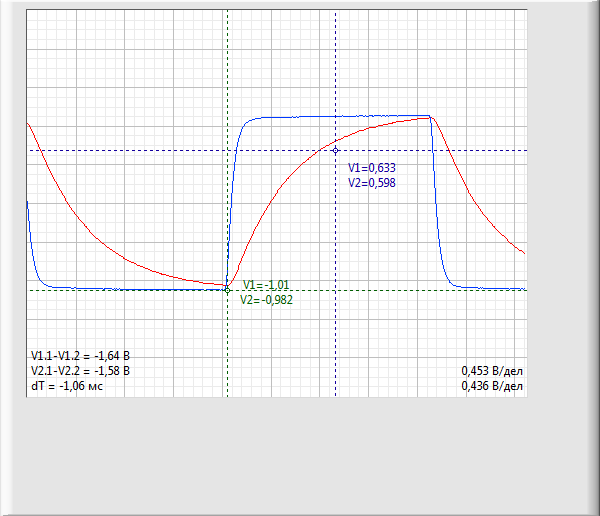 V1=0,633
V2=0,598
V1=-1.01
V2=-0,982
V1.1-V1.2 = -1,64 В
V2.1-V2.2 = -1,58 В
dT = -1,06 мс
0,453 В/дел
0,436 В/дел